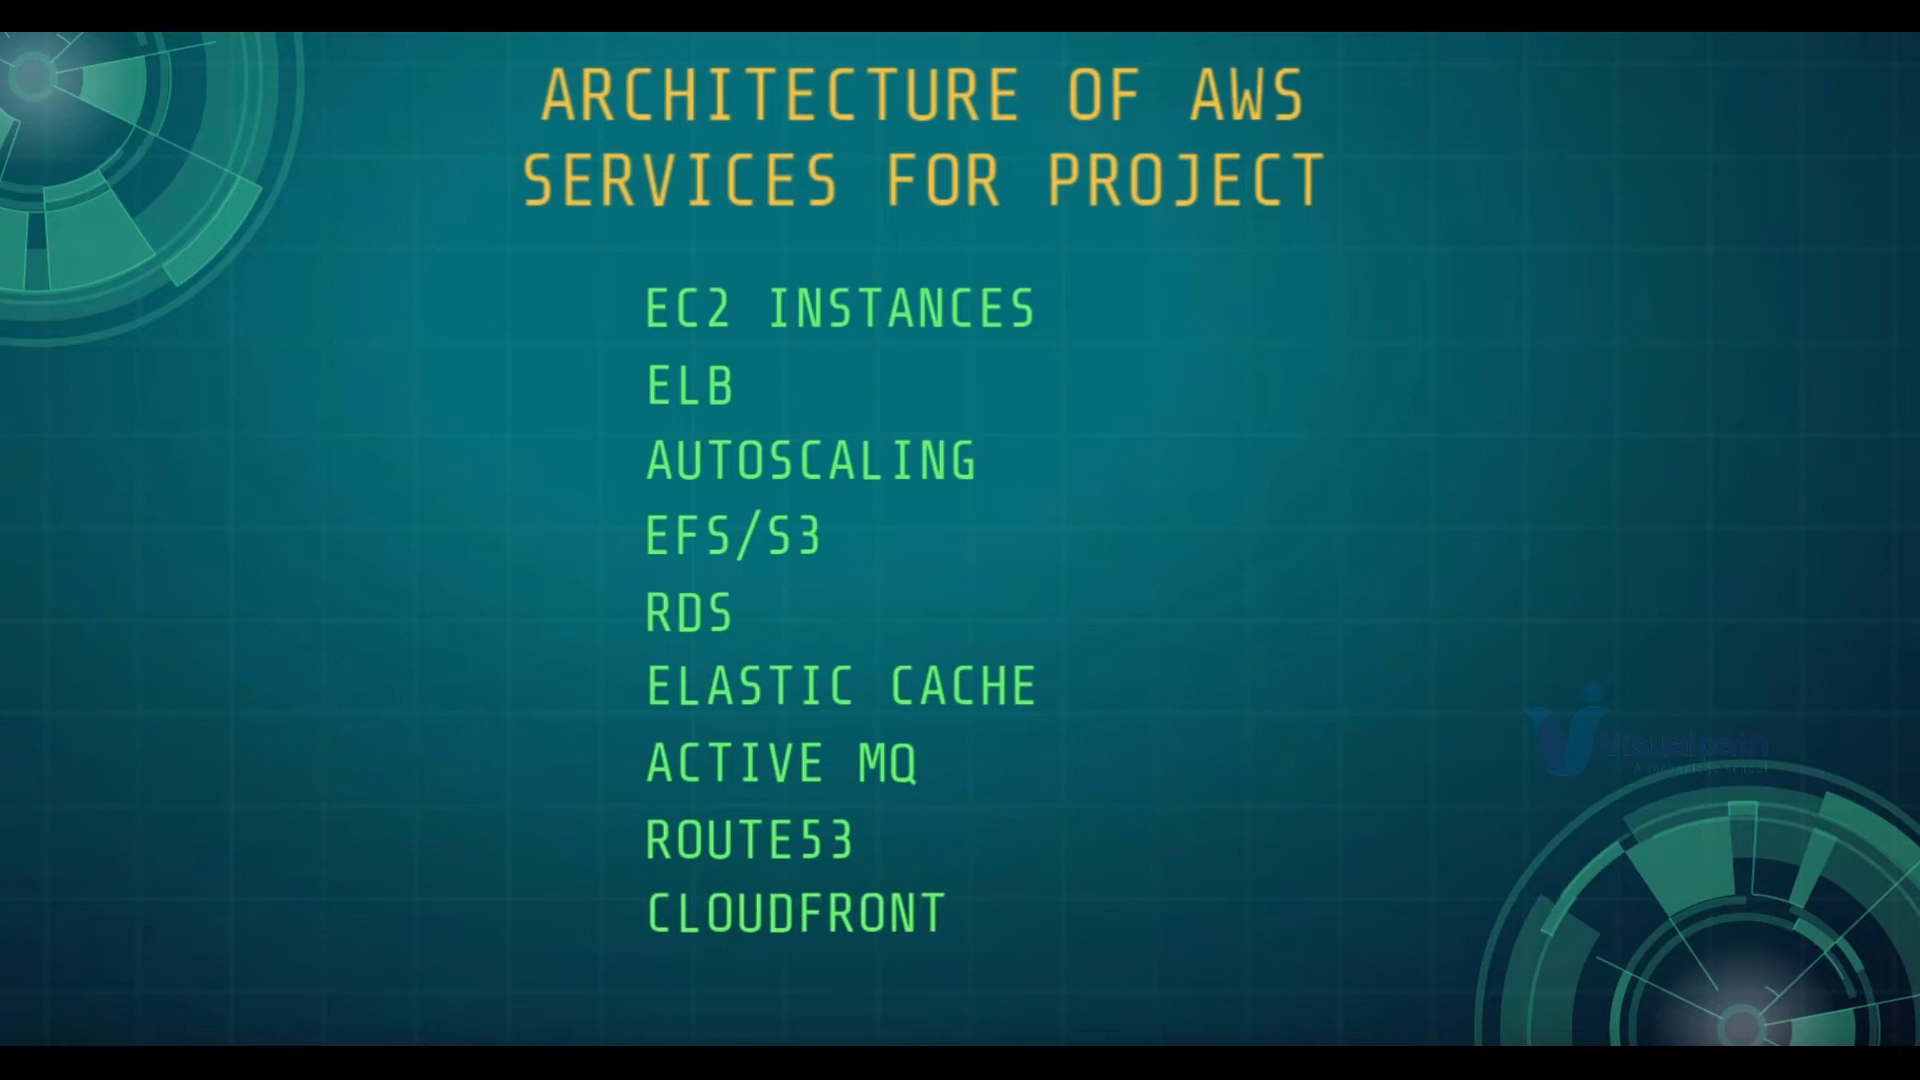 ARCHITECTURE OF AWS
SERVICES FOR PROJECT
EC2 INSTANCES
ELB
AUTOSCALING
EFS/S3
RDS
ELASTIC CACHE
ACTIVE MQ
ROUTE53
CLOUDFRONT
Visualpath